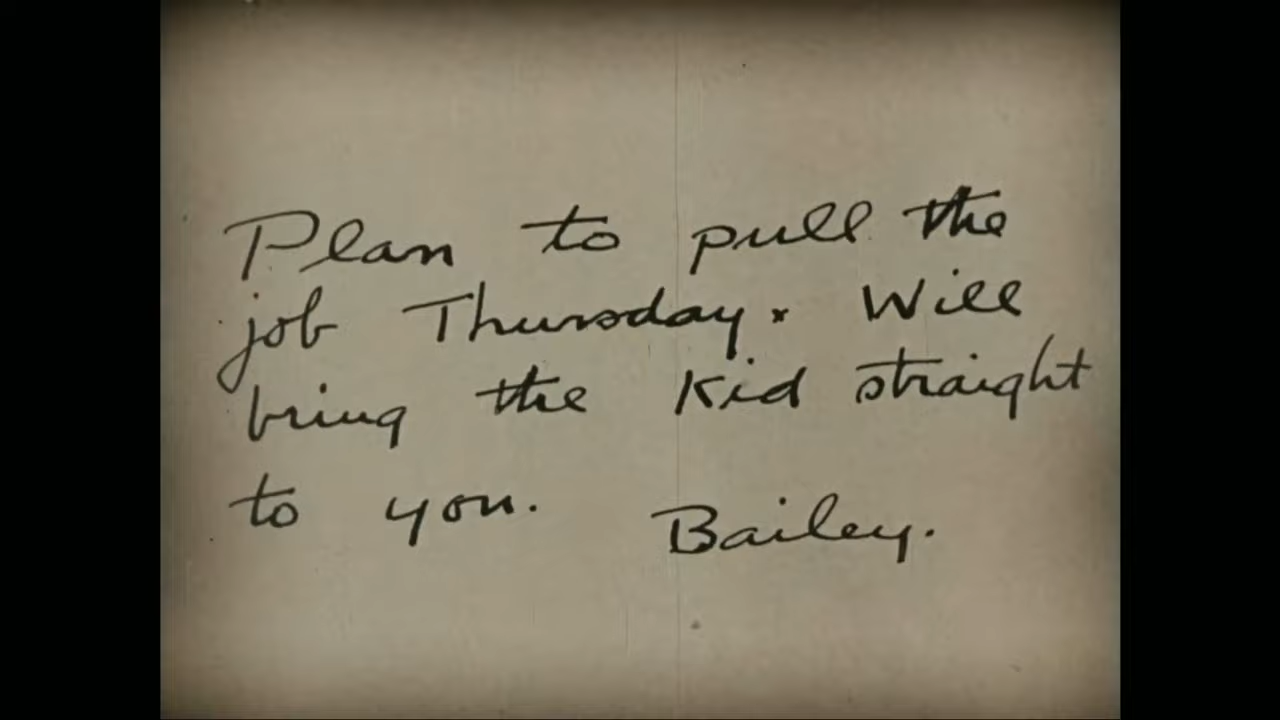 Plan to pull the
job Thursday. Will
bring the Kid straight
to you.
Bailey.